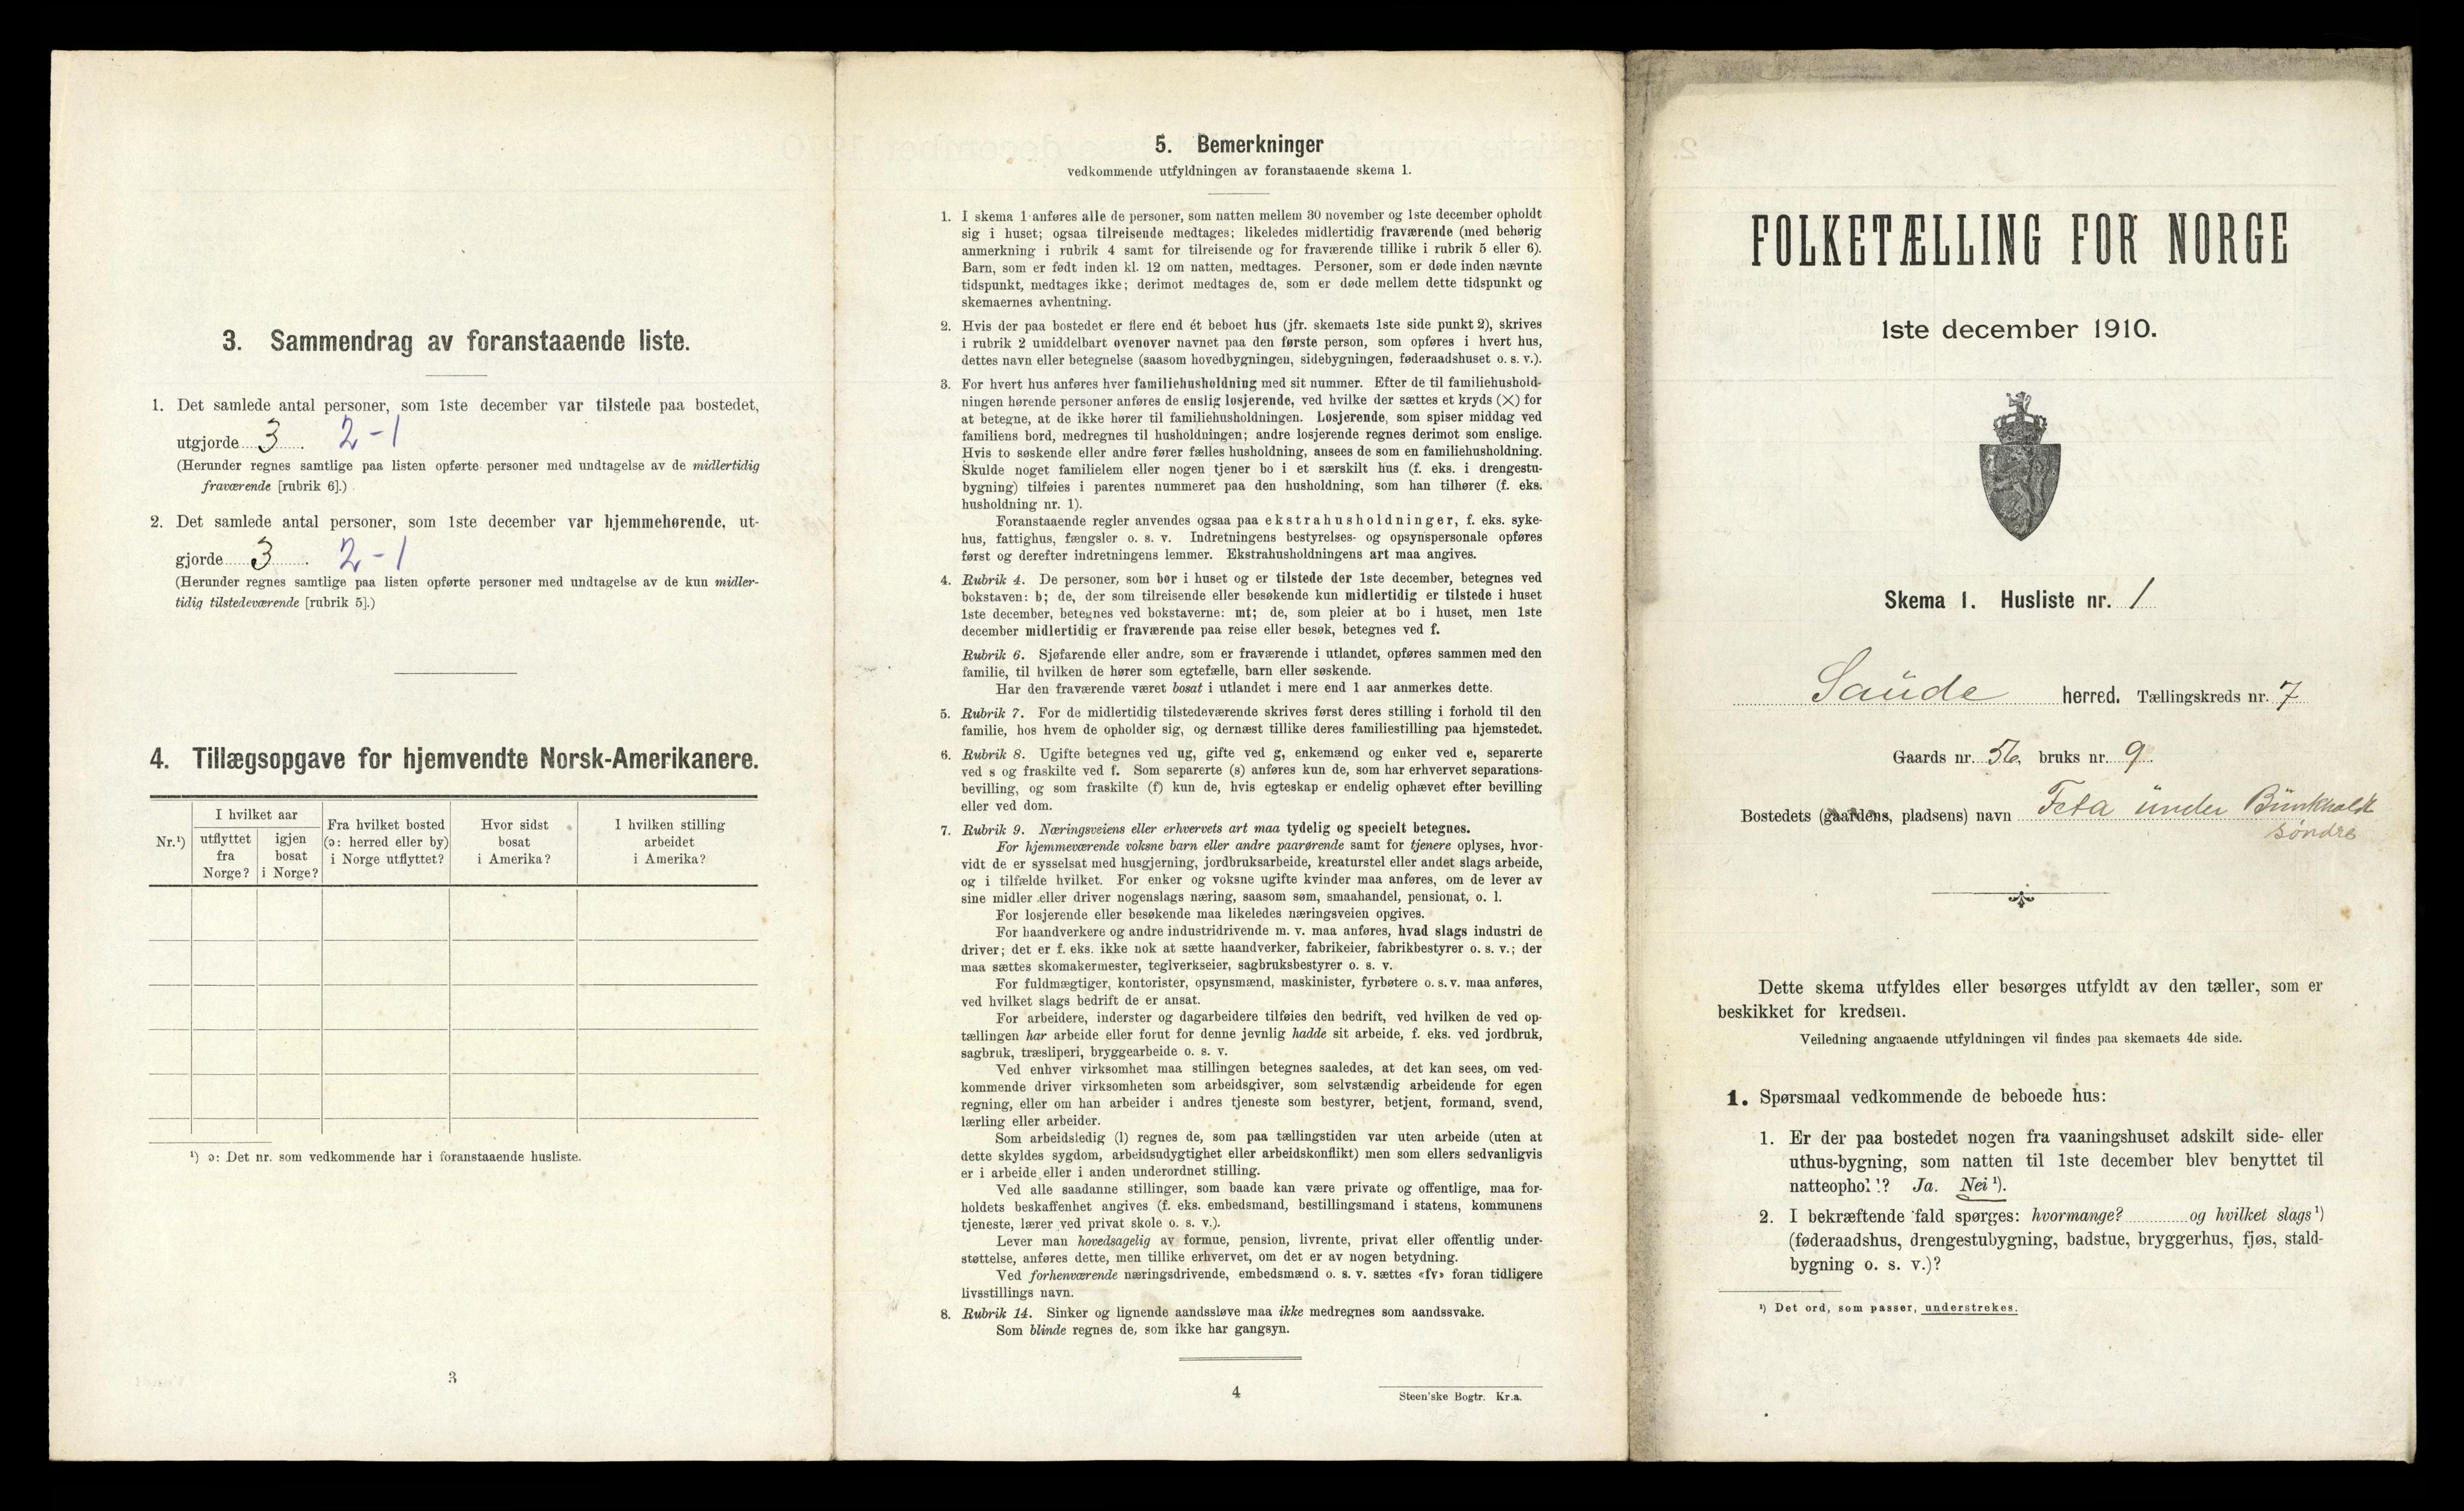 3. Sammendrag av foranstaaende liste.
1. Det samlede antal personer, som 1ste december var tilstede paa bostedet,
utgjorde 3. 2-1
(Herunder regnes samtlige paa listen opførte personer med undtagelse av de midlertidig
fraværende [rubrik 6].)
2. Det samlede antal personer, som 1ste december var hjemmehørende, ut-
gjorde 3. 2-1
(Herunder regnes samtlige paa listen opførte personer med undtagelse av de kun midler-
tidig tilstedeværende [rubrik 5].)
4. Tillægsopgave for hjemvendte Norsk-Amerikanere.
Nr.¹)
I hvilket aar
utflyttet fra Norge?
igjen bosat i Norge?
Fra hvilket bosted (ɔ: herred eller by) i Norge utflyttet?
Hvor sidst bosat i Amerika?
I hvilken stilling arbeidet i Amerika?
¹) ɔ: Det nr. som vedkommende har i foranstaaende husliste.
3
5. Bemerkninger
vedkommende utfyldningen av foranstaaende skema 1.
1. I skema 1 anføres alle de personer, som natten mellem 30 november og 1ste december opholdt
sig i huset; ogsaa tilreisende medtages; likeledes midlertidig fraværende (med behørig
anmerkning i rubrik 4 samt for tilreisende og for fraværende tillike i rubrik 5 eller 6).
Barn, som er født inden kl. 12 om natten, medtages. Personer, som er døde inden nævnte
tidspunkt, medtages ikke; derimot medtages de, som er døde mellem dette tidspunkt og
skemaernes avhentning.
2. Hvis der paa bostedet er flere end ét beboet hus (jfr. skemaets 1ste side punkt 2), skrives
i rubrik 2 umiddelbart ovenover navnet paa den første person, som opføres i hvert hus,
dettes navn eller betegnelse (saasom hovedbygningen, sidebygningen, føderaadshuset o. s. v.).
3. For hvert hus anføres hver familiehusholdning med sit nummer. Efter de til familiehushold-
ningen hørende personer anføres de enslig losjerende, ved hvilke der sættes et kryds (×) for
at betegne, at de ikke hører til familiehusholdningen. Losjerende, som spiser middag ved
familiens bord, medregnes til husholdningen; andre losjerende regnes derimot som enslige.
Hvis to søskende eller andre fører fælles husholdning, ansees de som en familiehusholdning.
Skulde noget familielem eller nogen tjener bo i et særskilt hus (f. eks. i drengestu-
bygning) tilføies i parentes nummeret paa den husholdning, som han tilhører (f. eks.
husholdning nr. 1).
Foranstaaende regler anvendes ogsaa paa ekstrahusholdninger, f. eks. syke-
hus, fattighus, fængsler o. s. v. Indretningens bestyrelses- og opsynspersonale opføres
først og derefter indretningens lemmer. Ekstrahusholdningens art maa angives.
4. Rubrik 4. De personer, som bor i huset og er tilstede der 1ste december, betegnes ved
bokstaven: b; de, der som tilreisende eller besøkende kun midlertidig er tilstede i huset
1ste december, betegnes ved bokstaverne: mt; de, som pleier at bo i huset, men 1ste
december midlertidig er fraværende paa reise eller besøk, betegnes ved f.
Rubrik 6. Sjøfarende eller andre, som er fraværende i utlandet, opføres sammen med den
familie, til hvilken de hører som egtefælle, barn eller søskende.
Har den fraværende været bosat i utlandet i mere end 1 aar anmerkes dette.
5. Rubrik 7. For de midlertidig tilstedeværende skrives først deres stilling i forhold til den
familie, hos hvem de opholder sig, og dernæst tillike deres familiestilling paa hjemstedet.
6. Rubrik 8. Ugifte betegnes ved ug, gifte ved g, enkemænd og enker ved e, separerte
ved s og fraskilte ved f. Som separerte (s) anføres kun de, som har erhvervet separations-
bevilling, og som fraskilte (f) kun de, hvis egteskap er endelig ophævet efter bevilling
eller ved dom.
7. Rubrik 9. Næringsveiens eller erhvervets art maa tydelig og specielt betegnes.
For hjemmeværende voksne barn eller andre paarørende samt for tjenere oplyses, hvor-
vidt de er sysselsat med husgjerning, jordbruksarbeide, kreaturstel eller andet slags arbeide,
og i tilfælde hvilket. For enker og voksne ugifte kvinder maa anføres, om de lever av
sine midler eller driver nogenslags næring, saasom søm, smaahandel, pensionat, o. l.
For losjerende eller besøkende maa likeledes næringsveien opgives.
For haandverkere og andre industridrivende m. v. maa anføres, hvad slags industri de
driver; det er f. eks. ikke nok at sætte haandverker, fabrikeier, fabrikbestyrer o. s. v.; der
maa sættes skomakermester, teglverkseier, sagbruksbestyrer o. s. v.
For fuldmægtiger, kontorister, opsynsmænd, maskinister, fyrbøtere o. s. v. maa anføres,
ved hvilket slags bedrift de er ansat.
For arbeidere, inderster og dagarbeidere tilføies den bedrift, ved hvilken de ved op-
tællingen har arbeide eller forut for denne jevnlig hadde sit arbeide, f. eks. ved jordbruk,
sagbruk, træsliperi, bryggearbeide o. s. v.
Ved enhver virksomhet maa stillingen betegnes saaledes, at det kan sees, om ved-
kommende driver virksomheten som arbeidsgiver, som selvstændig arbeidende for egen
regning, eller om han arbeider i andres tjeneste som bestyrer, betjent, formand, svend,
lærling eller arbeider.
Som arbeidsledig (l) regnes de, som paa tællingstiden var uten arbeide (uten at
dette skyldes sygdom, arbeidsudygtighet eller arbeidskonflikt) men som ellers sedvanligvis
er i arbeide eller i anden underordnet stilling.
Ved alle saadanne stillinger, som baade kan være private og offentlige, maa for-
holdets beskaffenhet angives (f. eks. embedsmand, bestillingsmand i statens, kommunens
tjeneste, lærer ved privat skole o. s. v.).
Lever man hovedsagelig av formue, pension, livrente, privat eller offentlig under-
støttelse, anføres dette, men tillike erhvervet, om det er av nogen betydning.
Ved forhenværende næringsdrivende, embedsmænd o. s. v. sættes «fv» foran tidligere
livsstillings navn.
8. Rubrik 14. Sinker og lignende aandssløve maa ikke medregnes som aandssvake.
Som blinde regnes de, som ikke har gangsyn.
4
Steen'ske Bogtr. Kr.a.
FOLKETÆLLING FOR NORGE
1ste december 1910.
Skema 1. Husliste nr. 1
Saude herred. Tællingskreds nr. 7
Gaards nr. 56, bruks nr. 9.
Bostedets (gaardens, pladsens) navn Feta under Bunkholdt
søndre
Dette skema utfyldes eller besørges utfyldt av den tæller, som er
beskikket for kredsen.
Veiledning angaaende utfyldningen vil findes paa skemaets 4de side.
1. Spørsmaal vedkommende de beboede hus:
1. Er der paa bostedet nogen fra vaaningshuset adskilt side- eller
uthus-bygning, som natten til 1ste december blev benyttet til
natteophold? Ja. Nei¹).
2. I bekræftende fald spørges: hvormange? og hvilket slags¹)
(føderaadshus, drengestubygning, badstue, bryggerhus, fjøs, stald-
bygning o. s. v.)?
¹) Det ord, som passer, understrekes.